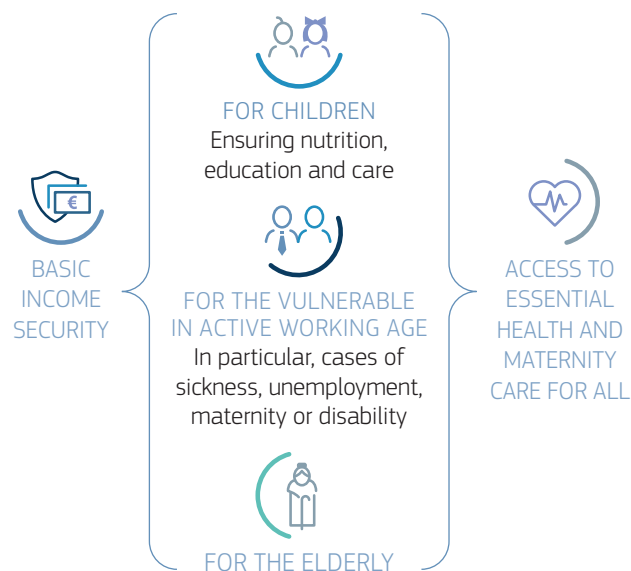 FOR CHILDREN
Ensuring nutrition,
education and care
€
BASIC
INCOME
SECURITY
FOR THE VULNERABLE
IN ACTIVE WORKING AGE
In particular, cases of
sickness, unemployment,
maternity or disability
FOR THE ELDERLY
ACCESS TO
ESSENTIAL
HEALTH AND
MATERNITY
CARE FOR ALL